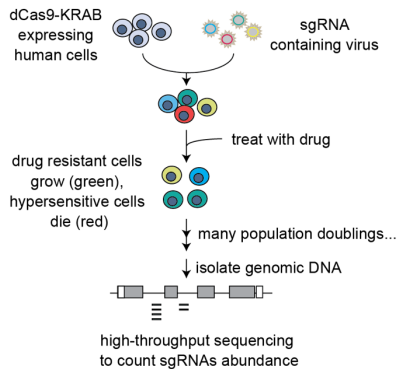 dCas9-KRAB
expressing
human cells
sgRNA
containing virus
treat with drug
drug resistant cells
grow (green),
hypersensitive cells
die (red)
many population doublings...
isolate genomic DNA
high-throughput sequencing
to count sgRNAs abundance